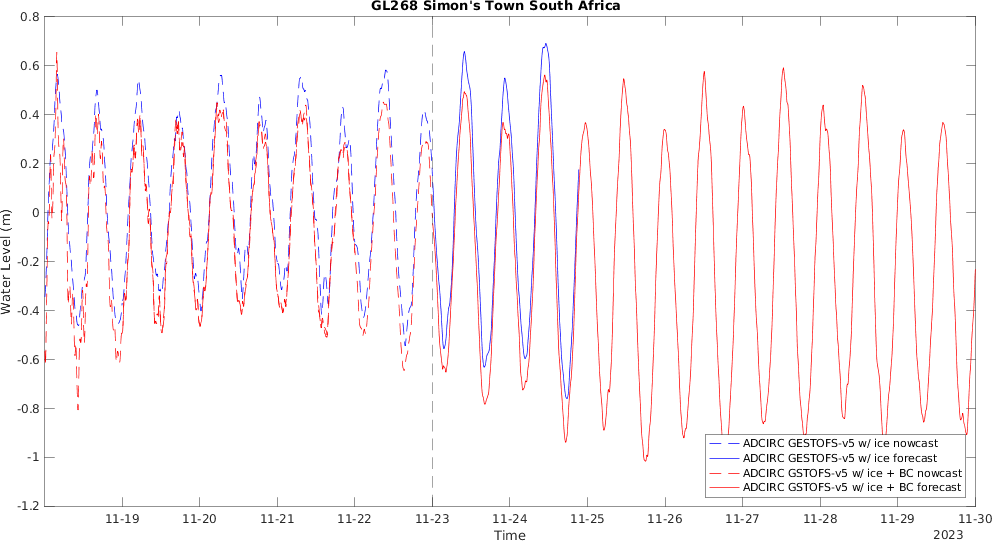 GL268 Simon's Town South Africa
0.8
0.6
0.4
0.2
0
-0.2
-0.4
-0.6
-0.8
-1
-1.2
Water Level (m)
11-19 11-20 11-21 11-22 11-23 11-24 11-25 11-26 11-27 11-28 11-29 11-30
Time
2023
ADCIRC GESTOFS-v5 w/ ice nowcast
ADCIRC GESTOFS-v5 w/ ice forecast
ADCIRC GSTOFS-v5 w/ ice + BC nowcast
ADCIRC GSTOFS-v5 w/ ice + BC forecast